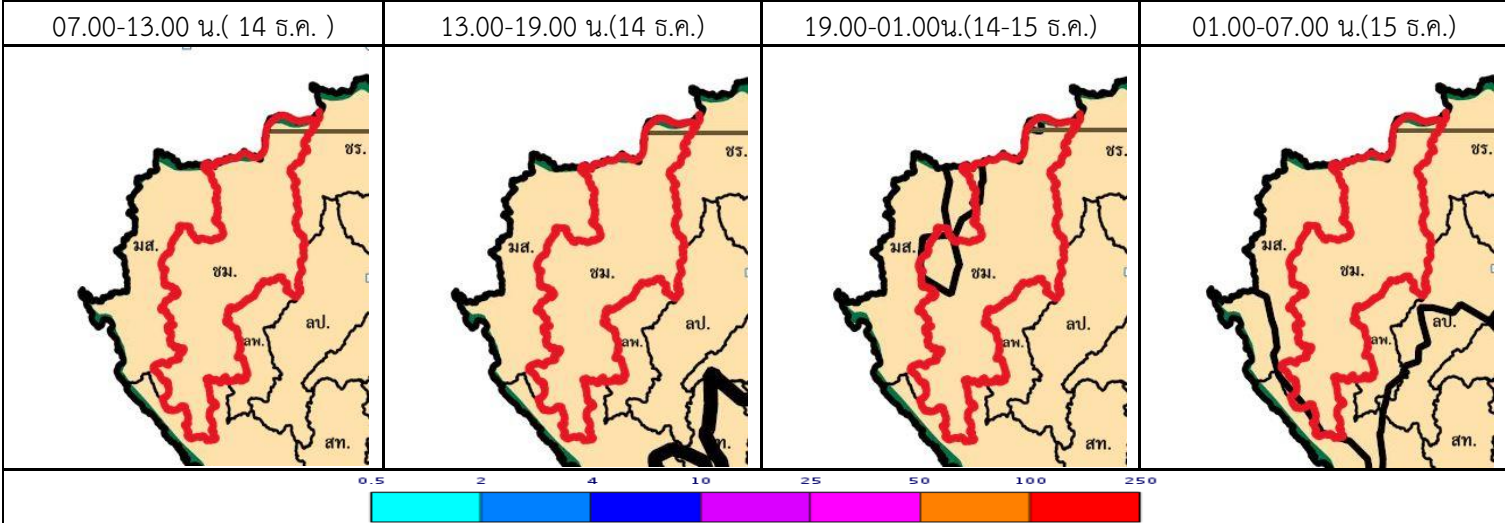 07.00-13.00 น.( 14 ธ.ค. )
13.00-19.00 น.(14 ธ.ค.)
19.00-01.00น.(14-15 ธ.ค.)
01.00-07.00 น.(15 ธ.ค.)
ชร.
มส.
ชม.
ลป.
ลพ.
สท.
ชร.
มส.
ชม.
ลป.
ลพ.
ชร.
มส.
ชม.
ลป.
ลพ.
สท.
ชร.
มส.
ชม.
ลป.
ลพ.
สท.
0.5 2 4 10 25 50 100 250